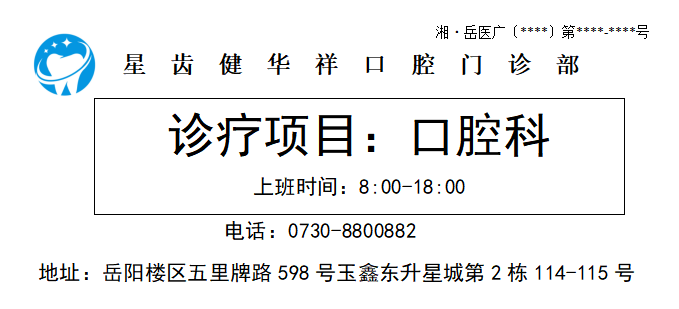 湘·岳医广〔****〕第****-****号
星齿健华祥口腔门诊部
诊疗项目：口腔科
上班时间：8:00-18:00
电话：0730-8800882
地址：岳阳楼区五里牌路598号玉鑫东升星城第2栋114-115号